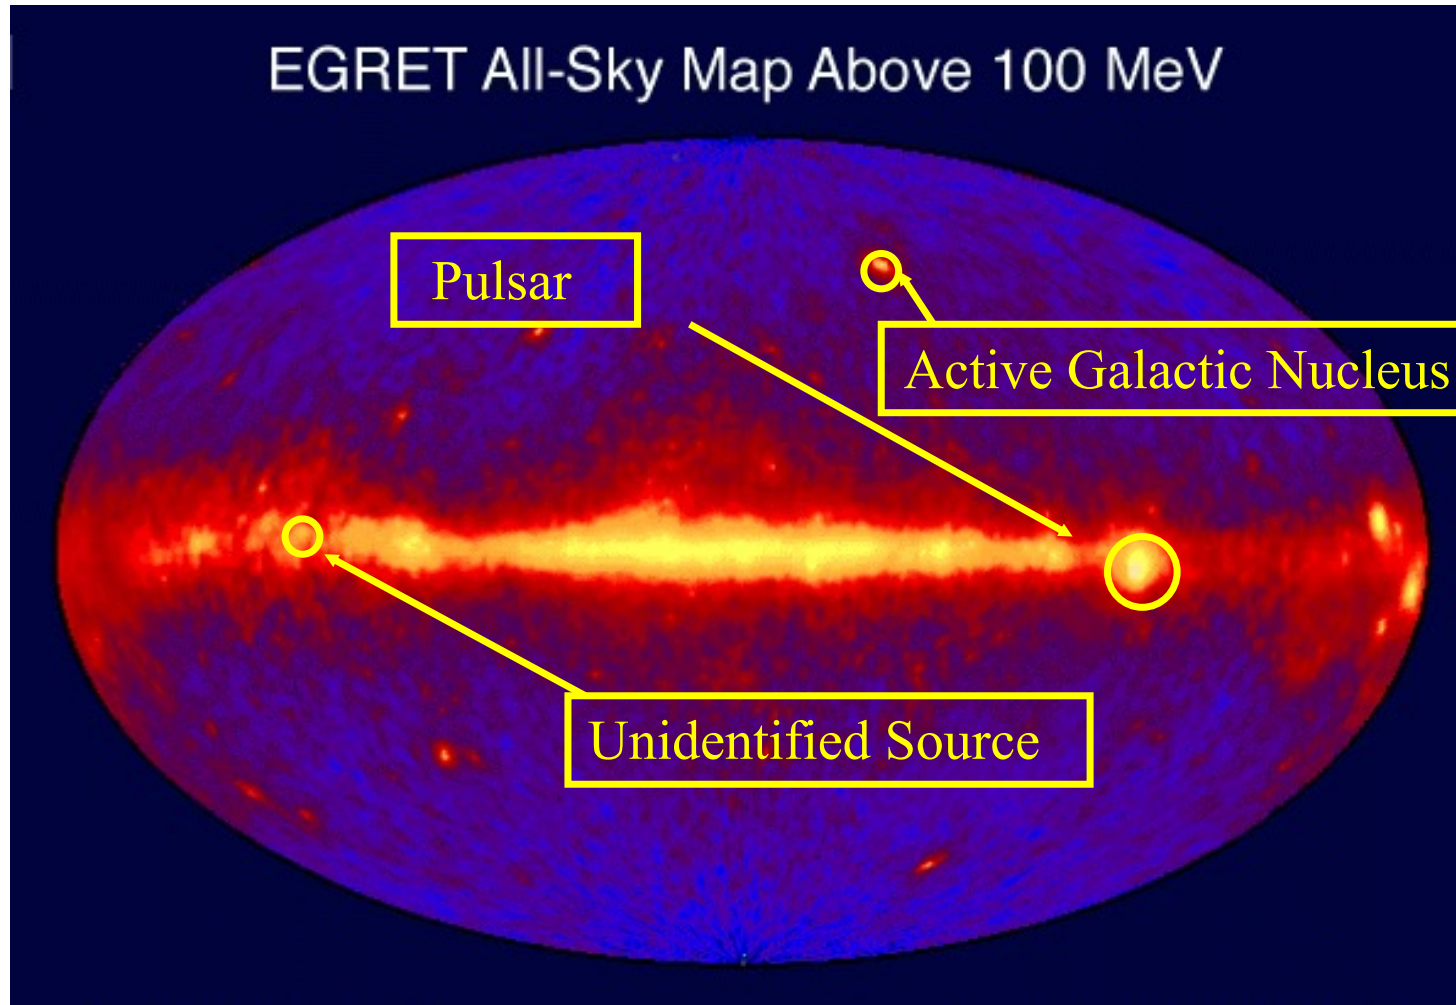 EGRET All-Sky Map Above 100 MeV
Pulsar
Active Galactic Nucleus
Unidentified Source